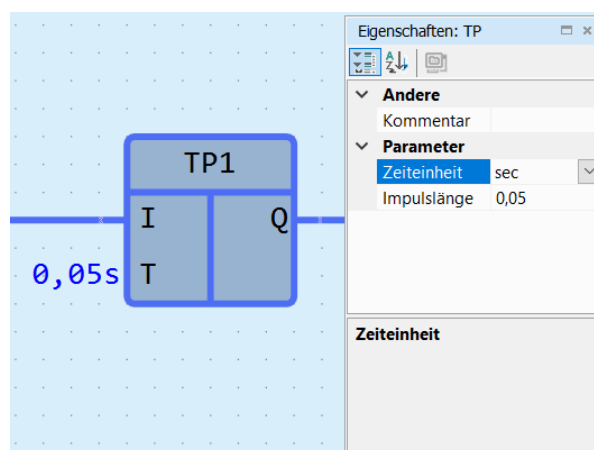 TP1
I Q
0,05s T
Eigenschaften: TP
Andere
Kommentar
Parameter
Zeiteinheit sec
Impulslänge 0,05
Zeiteinheit